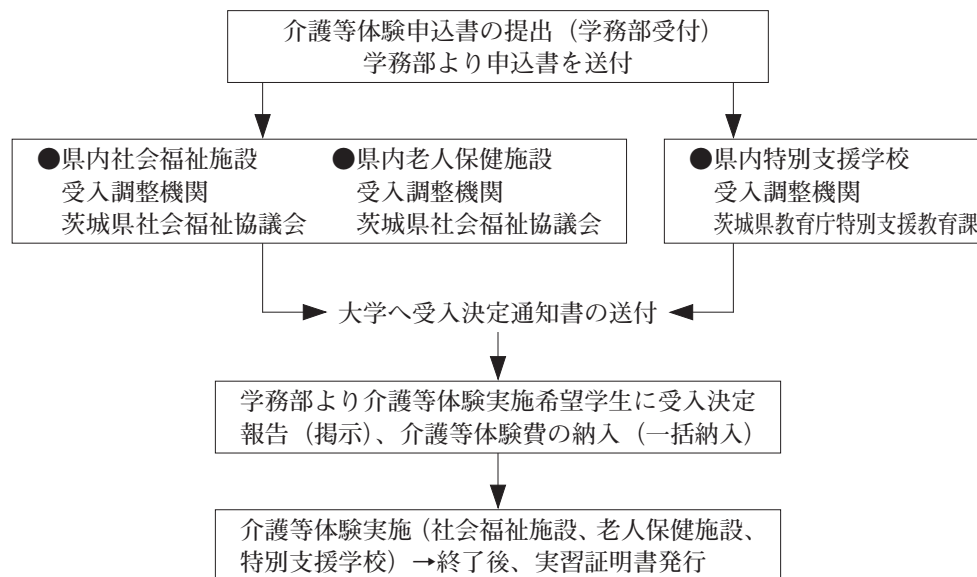 介護等体験申込書の提出（学務部受付）
学務部より申込書を送付
●県内社会福祉施設
受入調整機関
茨城県社会福祉協議会
●県内老人保健施設
受入調整機関
茨城県社会福祉協議会
●県内特別支援学校
受入調整機関
茨城県教育庁特別支援教育課
大学へ受入決定通知書の送付
学務部より介護等体験実施希望学生に受入決定
報告（掲示）、介護等体験費の納入（一括納入）
介護等体験実施（社会福祉施設、老人保健施設、
特別支援学校）→終了後、実習証明書発行